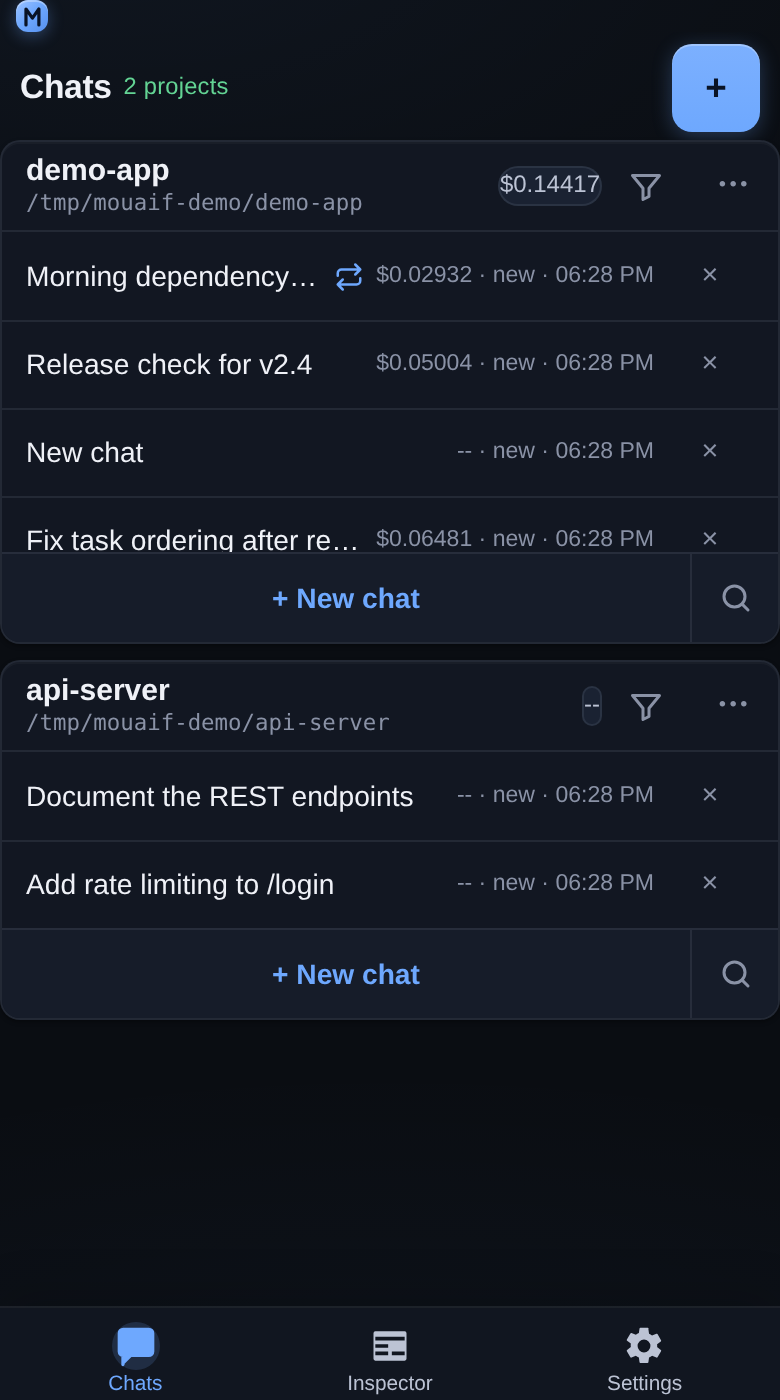 M
Chats 2 projects
+
demo-app
$0.14417
/tmp/mouaif-demo/demo-app
Morning dependency… $0.02932 · new · 06:28 PM ×
Release check for v2.4 $0.05004 · new · 06:28 PM ×
New chat -- · new · 06:28 PM ×
Fix task ordering after re… $0.06481 · new · 06:28 PM ×
+ New chat
api-server
--
/tmp/mouaif-demo/api-server
Document the REST endpoints -- · new · 06:28 PM ×
Add rate limiting to /login -- · new · 06:28 PM ×
+ New chat
Chats Inspector Settings